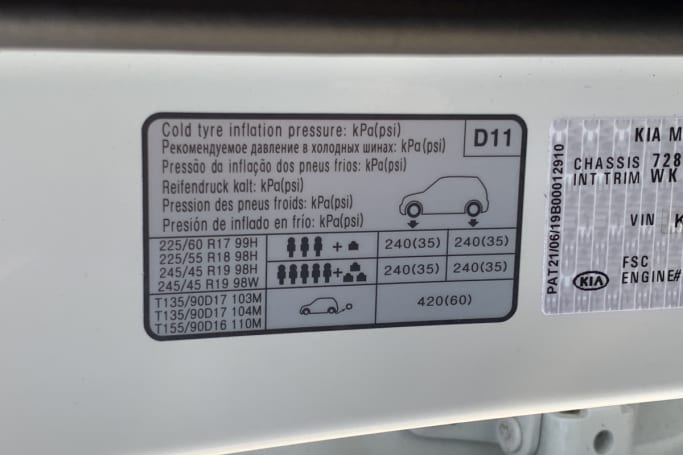 Cold tyre inflation pressure: kPa(psi)
D11
Рекомендуемое давление в холодных шинах: kPa(psi)
Pressão da inflação dos pneus frios: kPa(psi)
Reifendruck kalt: kPa(psi)
Pression des pneus froids: kPa(psi)
Presión de inflado en frío: kPa(psi)
225/60 R17 99H
225/55 R18 98H
+ 240(35) 240(35)
245/45 R19 98H
245/45 R19 98W
+ 240(35) 240(35)
T135/90D17 103M
T135/90D17 104M
T155/90D16 110M
420(60)
PAT21/06/19B00012910
KIA M
CHASSIS 728
INT TRIM WK
VIN K
FSC
ENGINE#
KIA